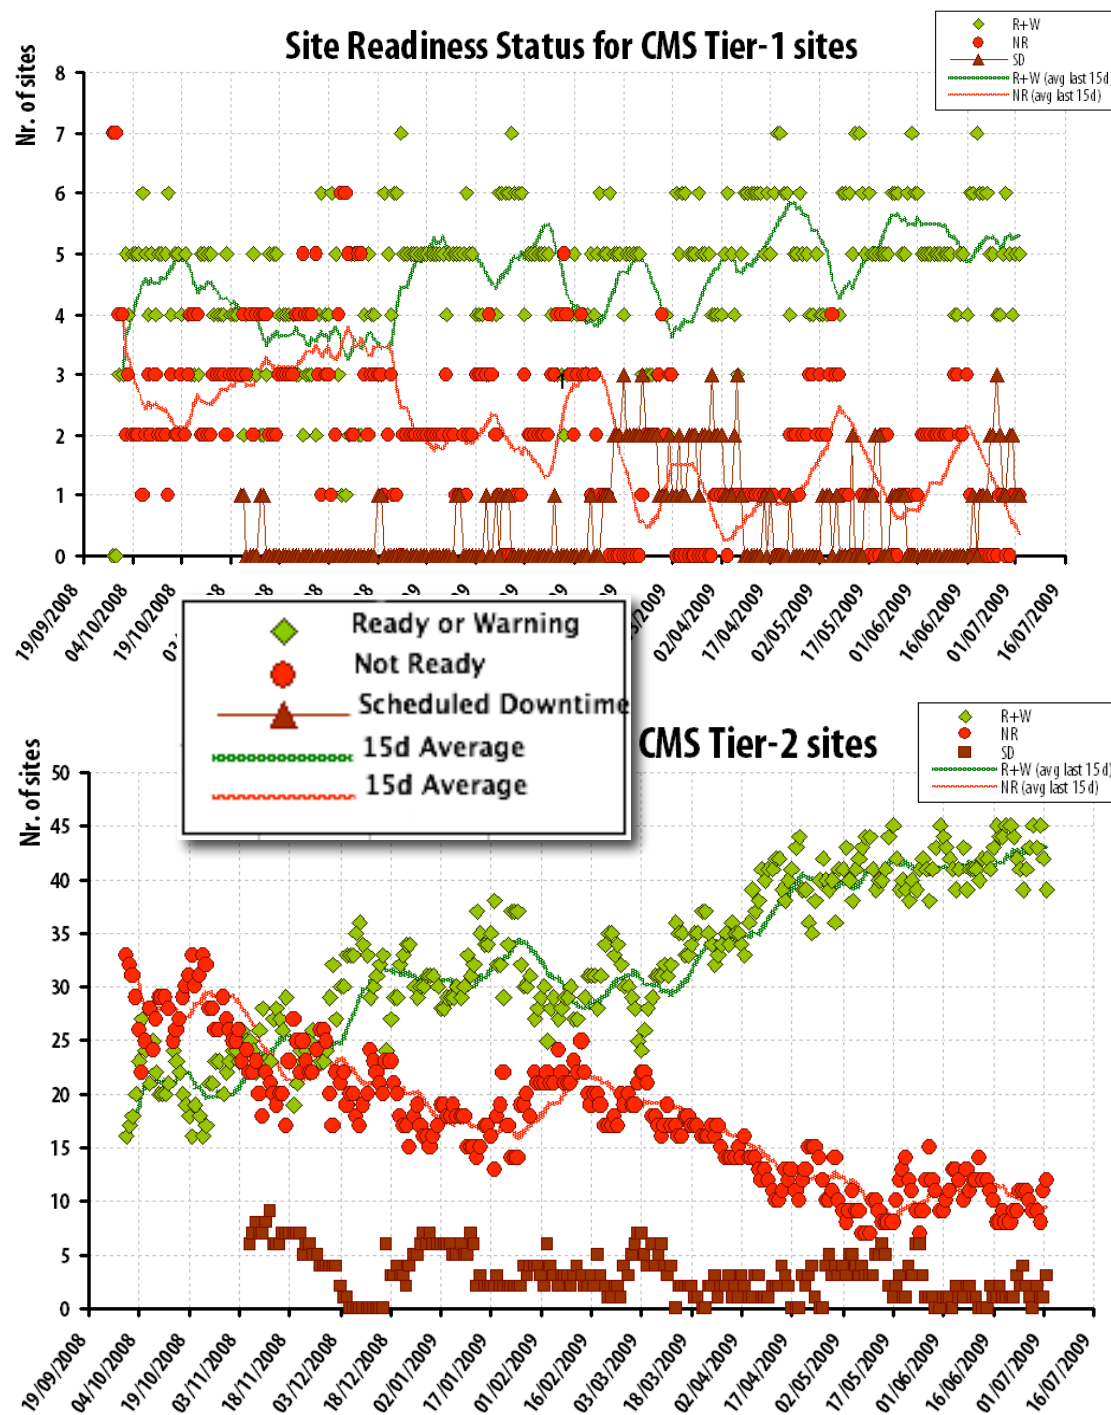 Site Readiness Status for CMS Tier-1 sites
R+W
NR
SD
R+W (avg last 15d)
NR (avg last 15d)
Nr. of sites
8
7
6
5
4
3
2
1
0
19/09/2008
04/10/2008
19/10/2008
02/04/2009
17/04/2009
02/05/2009
17/05/2009
01/06/2009
16/06/2009
01/07/2009
16/07/2009
Ready or Warning
Not Ready
Scheduled Downtime
15d Average
15d Average
CMS Tier-2 sites
R+W
NR
SD
R+W (avg last 15d)
NR (avg last 15d)
Nr. of sites
50
45
40
35
30
25
20
15
10
5
0
19/09/2008
04/10/2008
19/10/2008
03/11/2008
18/11/2008
03/12/2008
18/12/2008
02/01/2009
17/01/2009
01/02/2009
16/02/2009
03/03/2009
18/03/2009
02/04/2009
17/04/2009
02/05/2009
17/05/2009
01/06/2009
16/06/2009
01/07/2009
16/07/2009